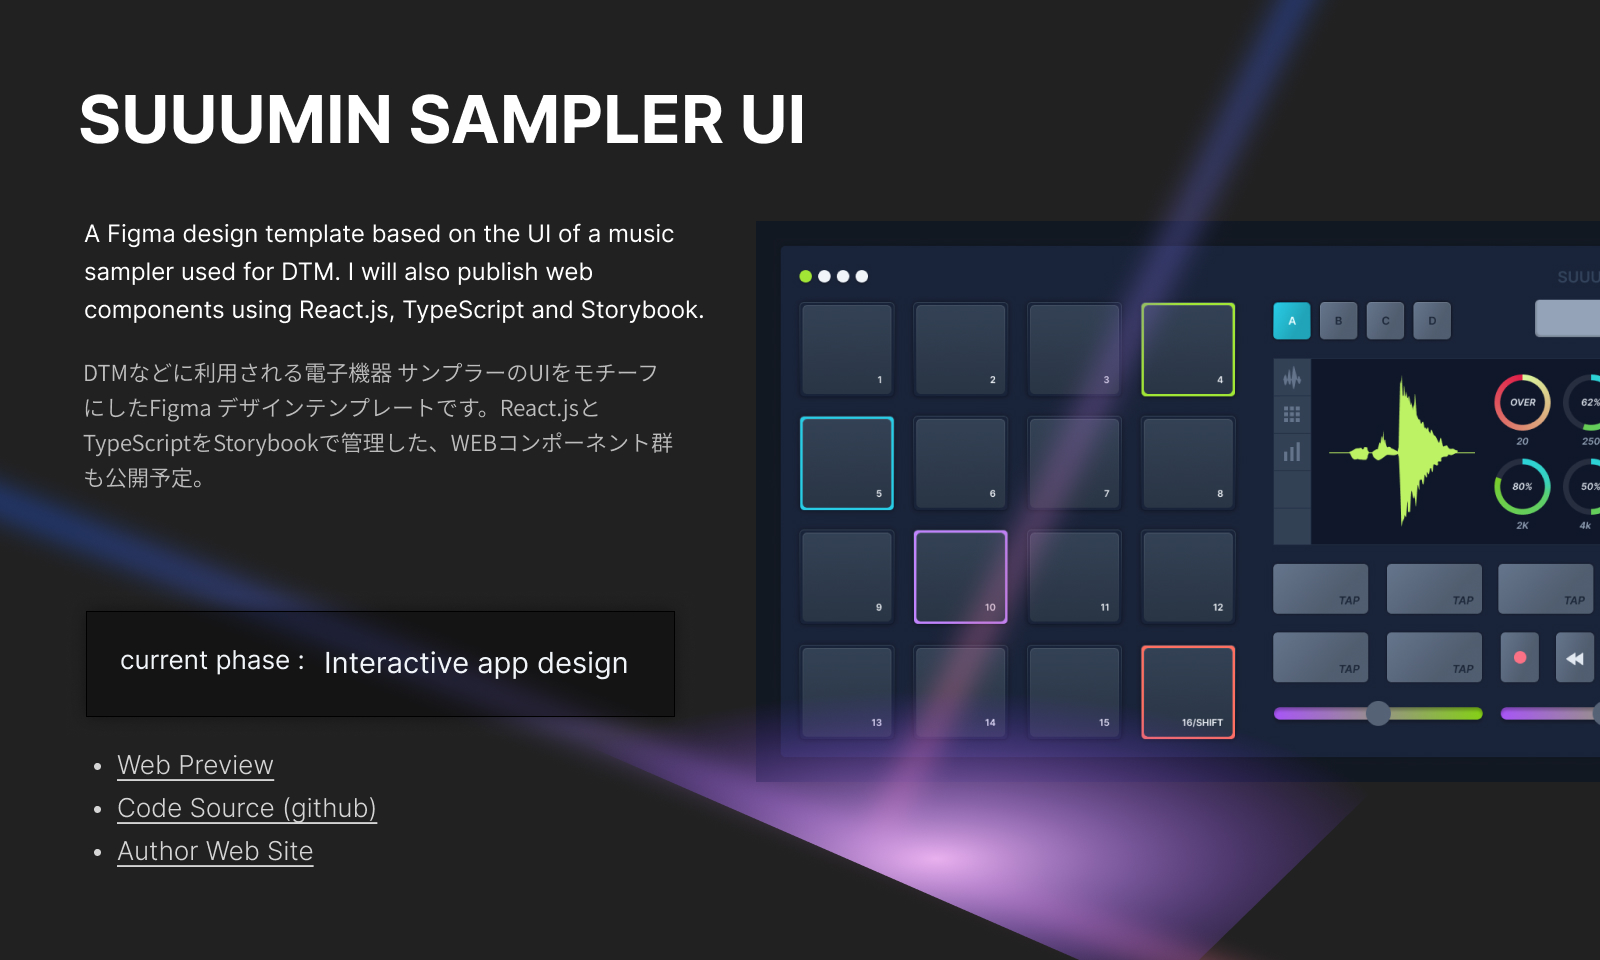 SUUUMIN SAMPLER UI
A Figma design template based on the UI of a music
sampler used for DTM. I will also publish web
components using React.js, TypeScript and Storybook.
DTMなどに利用される電子機器 サンプラーのUIをモチーフ
にしたFigma デザインテンプレートです。React.jsと
TypeScriptをStorybookで管理した、WEBコンポーネント群
も公開予定。
current phase : Interactive app design
• Web Preview
• Code Source (github)
• Author Web Site
SUUU
1 2 3 4
5 6 7 8
9 10 11 12
13 14 15 16/SHIFT
A B C D
OVER 62%
20 250
80% 50%
2K 4k
TAP TAP TAP
TAP TAP